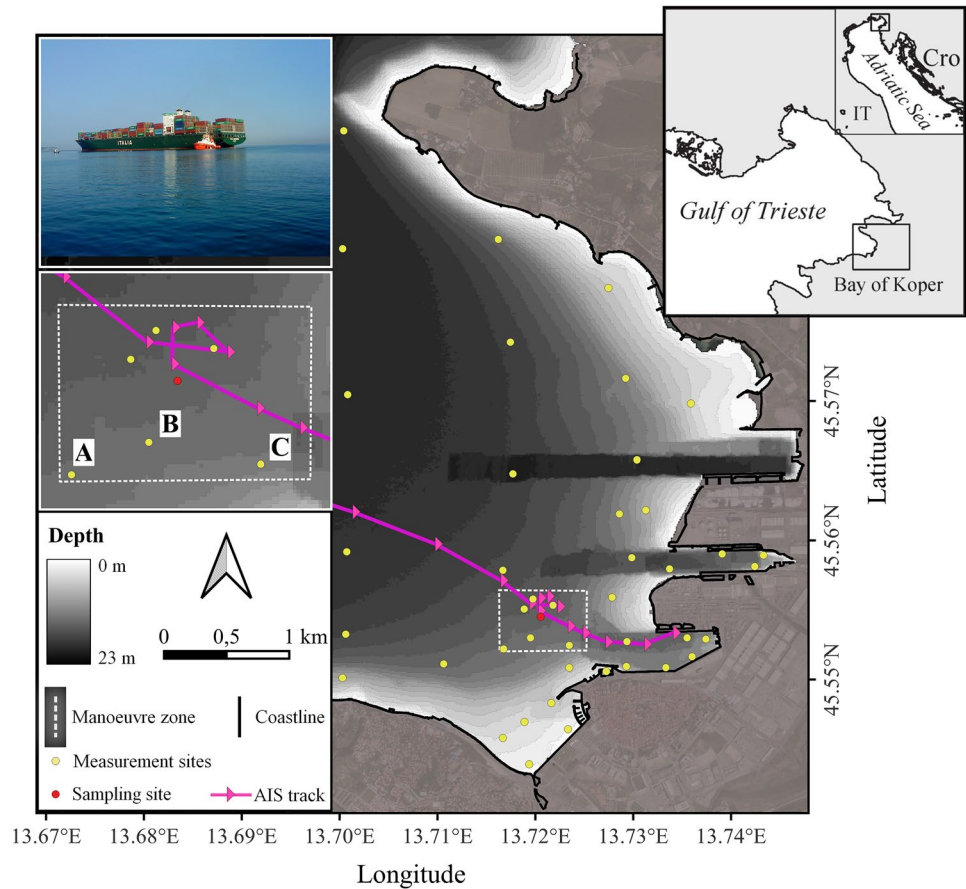 ITALIA
Cro
Adriatic Sea
IT
Gulf of Trieste
Bay of Koper
A
B
C
Depth
0 m
23 m
0 0,5 1 km
Manoeuvre zone
Coastline
Measurement sites
Sampling site
AIS track
45.57°N
45.56°N
45.55°N
Latitude
13.67°E 13.68°E 13.69°E 13.70°E 13.71°E 13.72°E 13.73°E 13.74°E
Longitude